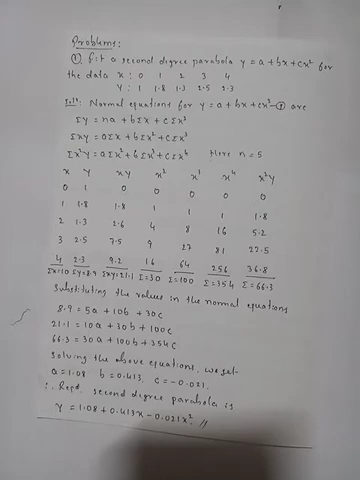 Problems:
① Fit a second degree parabola y = a + bx + cx² for
the data x: 0 1 2 3 4
Y: 1 1.8 1.3 2.5 2.3
Solⁿ: Normal equations for y = a + bx + cx² —① are
Σy = na + bΣx + cΣx²
Σxy = aΣx + bΣx² + cΣx³
Σx²y = aΣx² + bΣx³ + cΣx⁴ Here n = 5
x y xy x² x³ x⁴ x²y
0 1 0 0 0 0 0
1 1.8 1.8 1 1 1 1.8
2 1.3 2.6 4 8 16 5.2
3 2.5 7.5 9 27 81 22.5
4 2.3 9.2 16 64 256 36.8
Σx=10 Σy=8.9 Σxy=21.1 Σ=30 Σ=100 Σ=354 Σ=66.3
Substituting the values in the normal equations
8.9 = 5a + 10b + 30c
21.1 = 10a + 30b + 100c
66.3 = 30a + 100b + 354c
Solving the above equations, we get
a = 1.08 b = 0.413, c = -0.021.
∴ Reqd. second degree parabola is
y = 1.08 + 0.413x - 0.021x². //